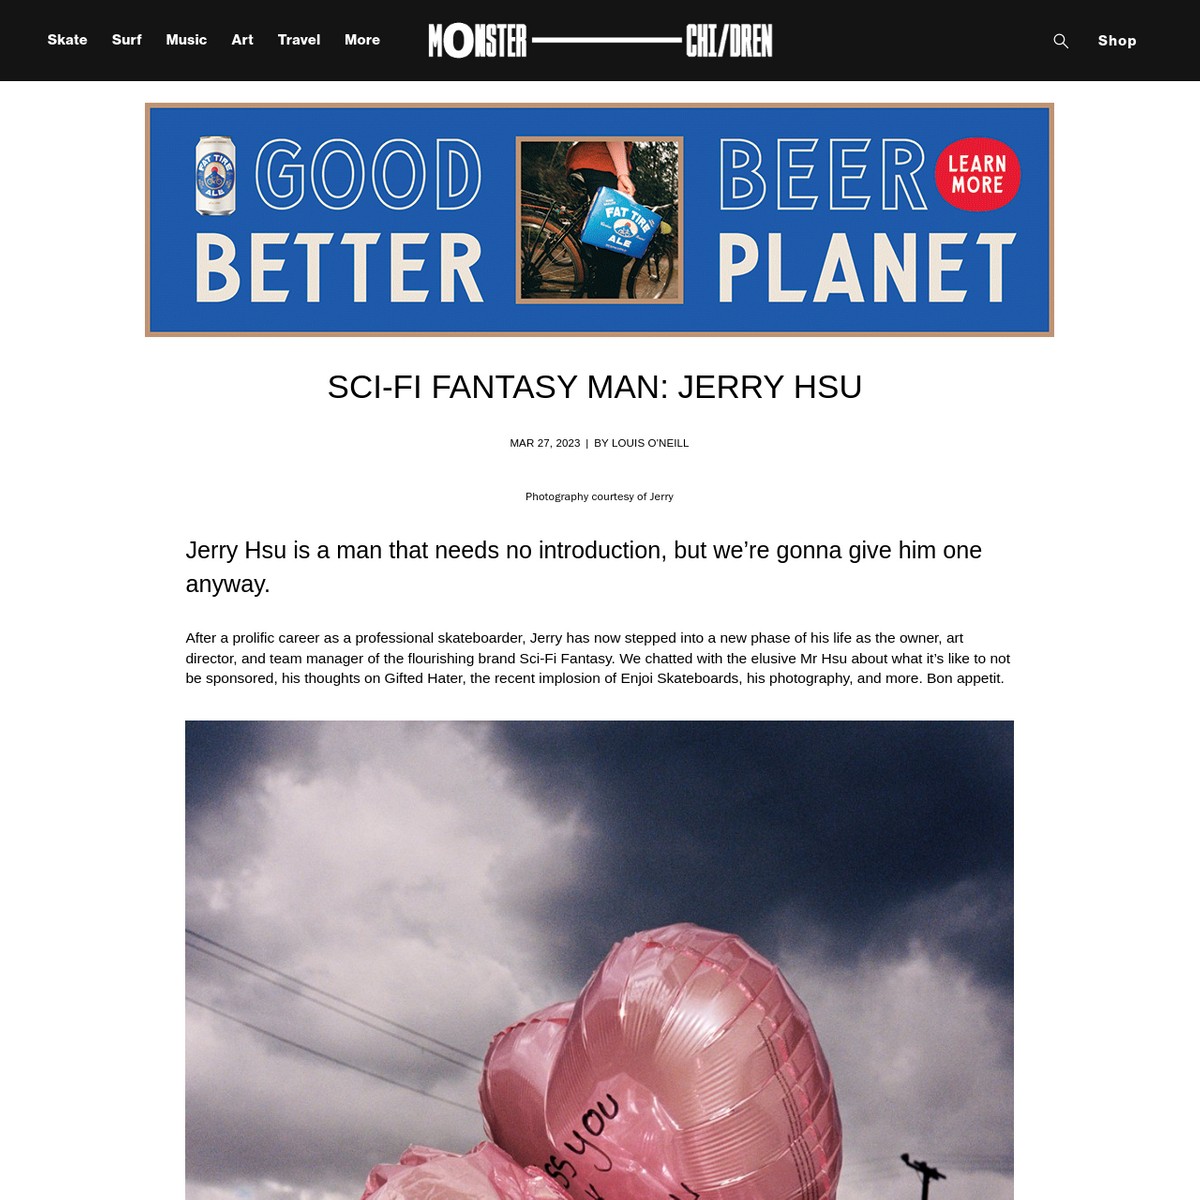 Skate Surf Music Art Travel More MONSTER CHI/DREN Shop
GOOD BEER LEARN MORE
BETTER PLANET
FAT TIRE
ALE
FAT TIRE
ALE
SCI-FI FANTASY MAN: JERRY HSU
MAR 27, 2023 | BY LOUIS O'NEILL
Photography courtesy of Jerry
Jerry Hsu is a man that needs no introduction, but we’re gonna give him one
anyway.
After a prolific career as a professional skateboarder, Jerry has now stepped into a new phase of his life as the owner, art
director, and team manager of the flourishing brand Sci-Fi Fantasy. We chatted with the elusive Mr Hsu about what it’s like to not
be sponsored, his thoughts on Gifted Hater, the recent implosion of Enjoi Skateboards, his photography, and more. Bon appetit.
you